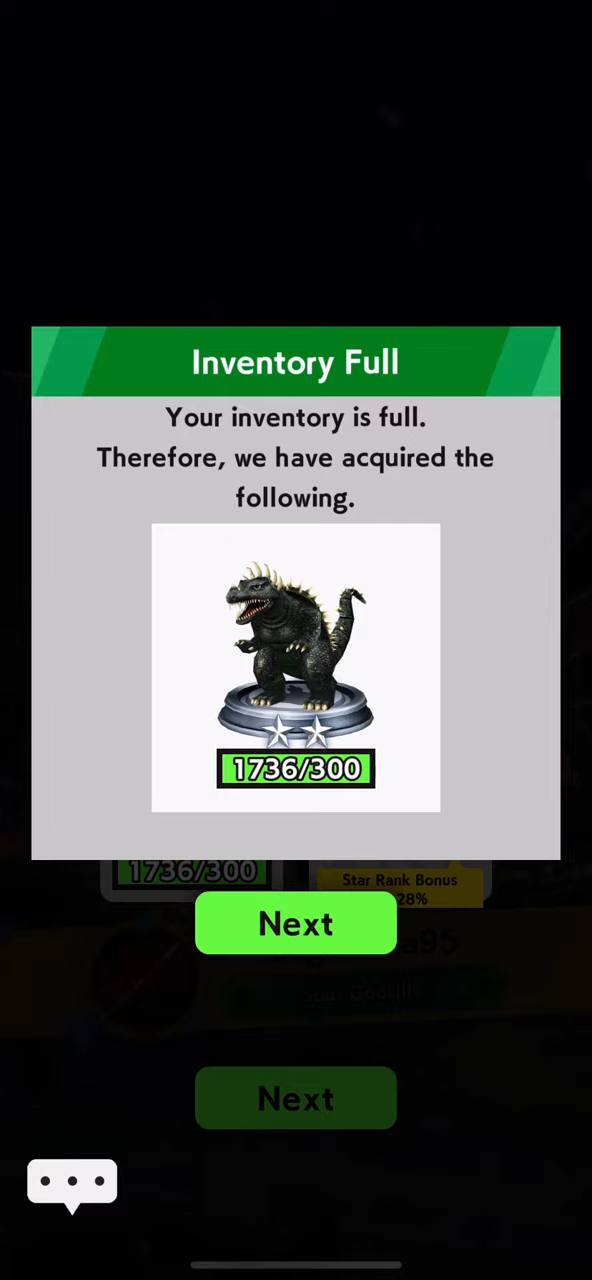 Inventory Full
Your inventory is full.
Therefore, we have acquired the
following.
1736/300
1736/300
Star Rank Bonus
28%
Next
Next